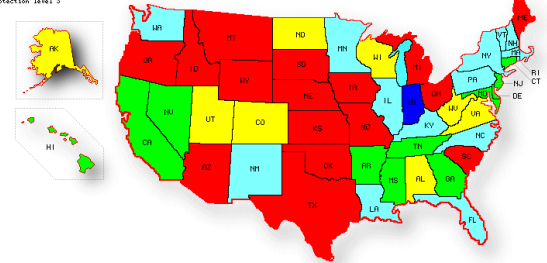 otection level 3
WA
MT
ND
MN
ME
VT
NH
MA
NY
AK
OR
ID
SD
WI
MI
RI
CT
WY
PA
NJ
IA
NE
OH
DE
MD
IL
IN
NV
UT
CO
WV
VA
HI
KS
MO
KY
CA
NC
TN
OK
AR
SC
AZ
NM
MS
AL
GA
TX
LA
FL